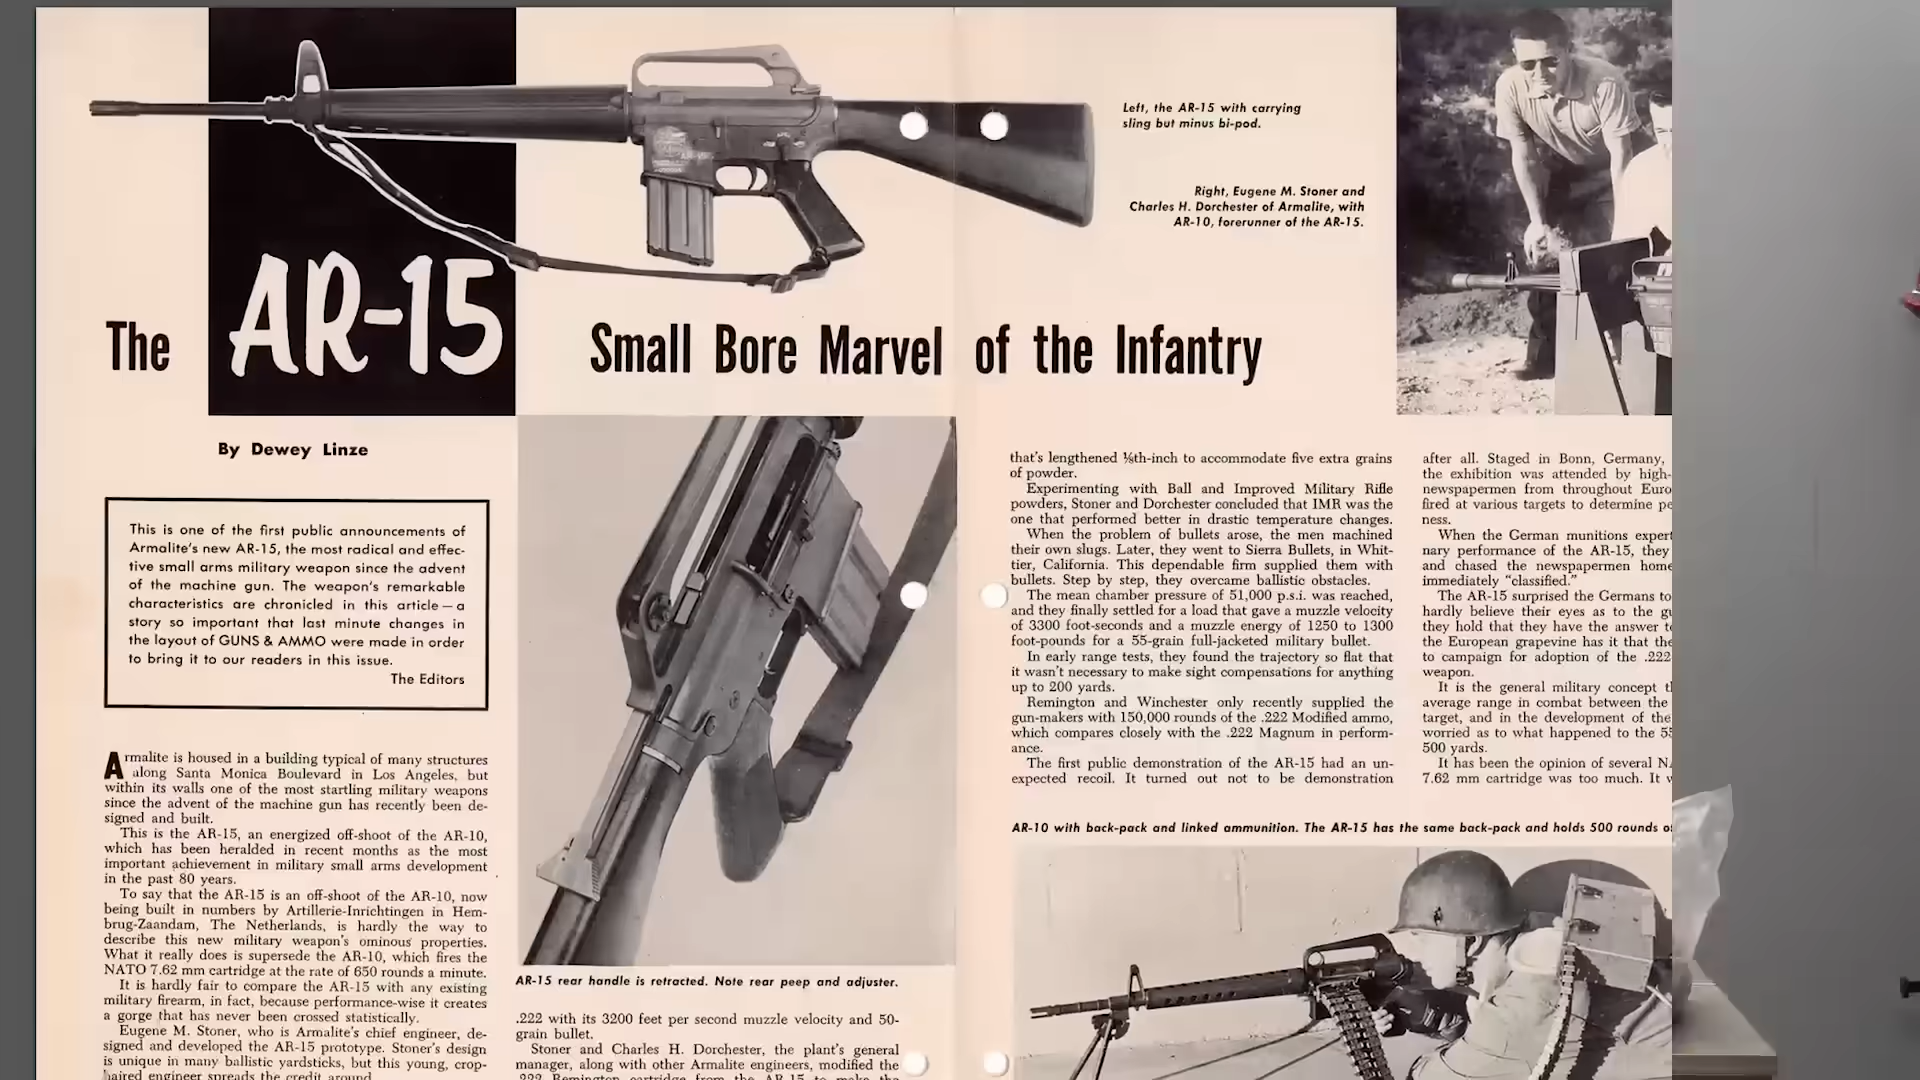 Left, the AR-15 with carrying
sling but minus bi-pod.
Right, Eugene M. Stoner and
Charles H. Dorchester of Armalite, with
AR-10, forerunner of the AR-15.
The AR-15 Small Bore Marvel of the Infantry
By Dewey Linze
This is one of the first public announcements of
Armalite's new AR-15, the most radical and effec-
tive small arms military weapon since the advent
of the machine gun. The weapon's remarkable
characteristics are chronicled in this article—a
story so important that last minute changes in
the layout of GUNS & AMMO were made in order
to bring it to our readers in this issue.
The Editors
Armalite is housed in a building typical of many structures
along Santa Monica Boulevard in Los Angeles, but
within its walls one of the most startling military weapons
since the advent of the machine gun has recently been de-
signed and built.
This is the AR-15, an energized off-shoot of the AR-10,
which has been heralded in recent months as the most
important achievement in military small arms development
in the past 80 years.
To say that the AR-15 is an off-shoot of the AR-10, now
being built in numbers by Artillerie-Inrichtingen in Hem-
brug-Zaandam, The Netherlands, is hardly the way to
describe this new military weapon's ominous properties.
What it really does is supersede the AR-10, which fires the
NATO 7.62 mm cartridge at the rate of 650 rounds a minute.
It is hardly fair to compare the AR-15 with any existing
military firearm, in fact, because performance-wise it creates
a gorge that has never been crossed statistically.
Eugene M. Stoner, who is Armalite's chief engineer, de-
signed and developed the AR-15 prototype. Stoner's design
is unique in many ballistic yardsticks, but this young, crop-
haired engineer spreads the credit around.
AR-15 rear handle is retracted. Note rear peep and adjuster.
.222 with its 3200 feet per second muzzle velocity and 50-
grain bullet.
Stoner and Charles H. Dorchester, the plant's general
manager, along with other Armalite engineers, modified the
.222 Remington cartridge from the AR-15 to make the
that's lengthened ⅛th-inch to accommodate five extra grains
of powder.
Experimenting with Ball and Improved Military Rifle
powders, Stoner and Dorchester concluded that IMR was the
one that performed better in drastic temperature changes.
When the problem of bullets arose, the men machined
their own slugs. Later, they went to Sierra Bullets, in Whit-
tier, California. This dependable firm supplied them with
bullets. Step by step, they overcame ballistic obstacles.
The mean chamber pressure of 51,000 p.s.i. was reached,
and they finally settled for a load that gave a muzzle velocity
of 3300 foot-seconds and a muzzle energy of 1250 to 1300
foot-pounds for a 55-grain full-jacketed military bullet.
In early range tests, they found the trajectory so flat that
it wasn't necessary to make sight compensations for anything
up to 200 yards.
Remington and Winchester only recently supplied the
gun-makers with 150,000 rounds of the .222 Modified ammo,
which compares closely with the .222 Magnum in perform-
ance.
The first public demonstration of the AR-15 had an un-
expected recoil. It turned out not to be demonstration
after all. Staged in Bonn, Germany,
the exhibition was attended by high-
newspapermen from throughout Euro
fired at various targets to determine pe
ness.
When the German munitions expert
nary performance of the AR-15, they
and chased the newspapermen home
immediately "classified."
The AR-15 surprised the Germans to
hardly believe their eyes as to the gu
they hold that they have the answer to
the European grapevine has it that the
to campaign for adoption of the .222
weapon.
It is the general military concept th
average range in combat between the
target, and in the development of the
worried as to what happened to the 55
500 yards.
It has been the opinion of several NA
7.62 mm cartridge was too much. It w
AR-10 with back-pack and linked ammunition. The AR-15 has the same back-pack and holds 500 rounds o